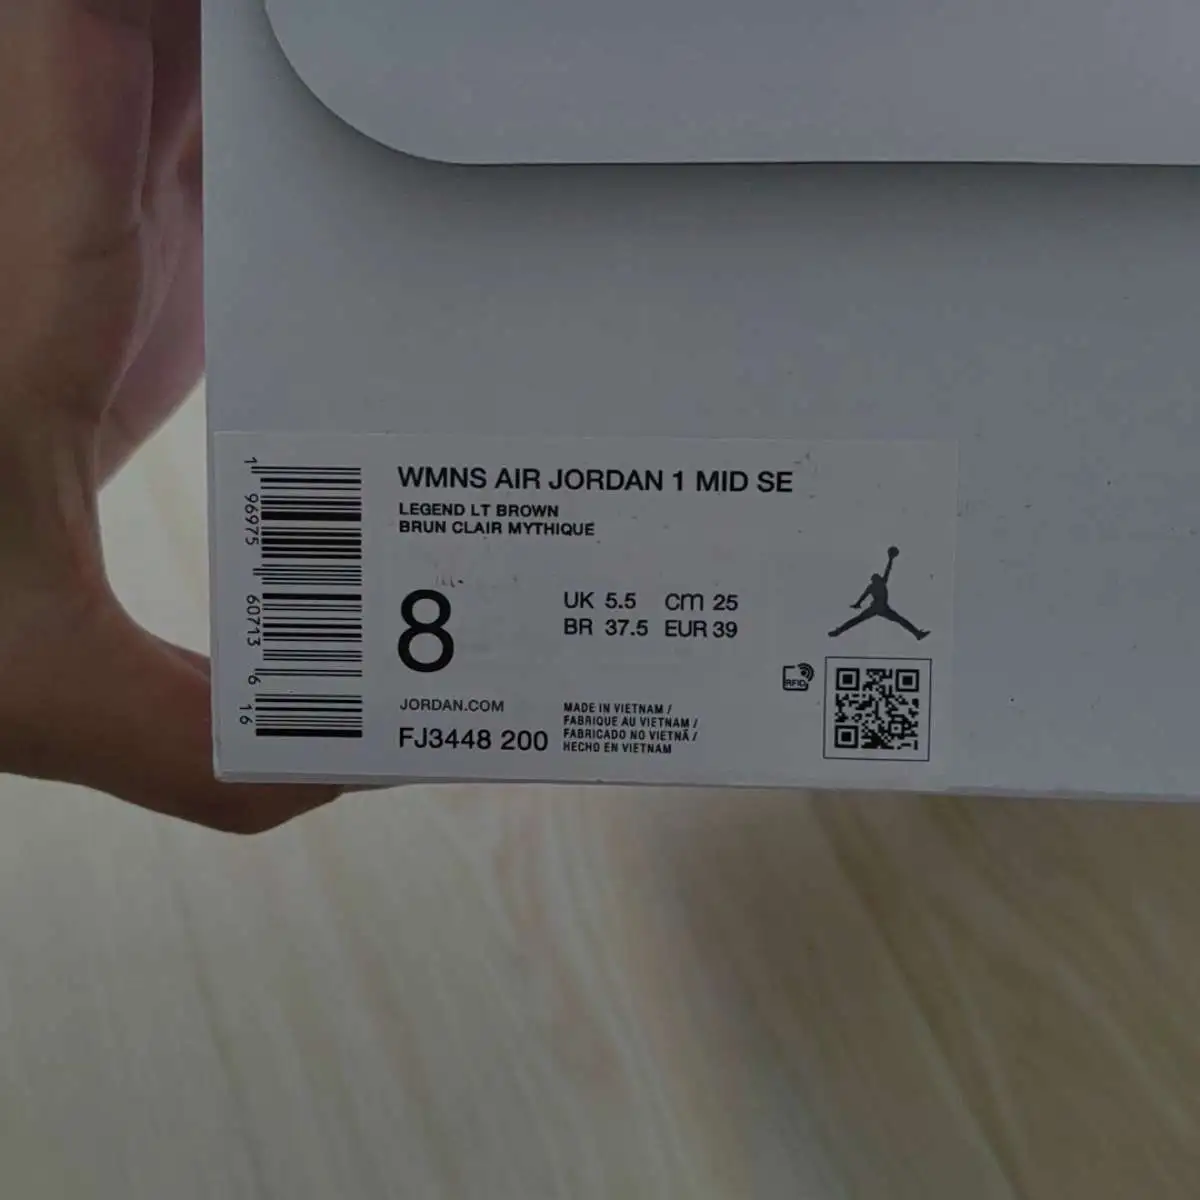 WMNS AIR JORDAN 1 MID SE
LEGEND LT BROWN
BRUN CLAIR MYTHIQUE
8
UK 5.5 cm 25
BR 37.5 EUR 39
JORDAN.COM
FJ3448 200
MADE IN VIETNAM /
FABRIQUE AU VIETNAM /
FABRICADO NO VIETNÃ /
HECHO EN VIETNAM
RFID
1 96975 60713 6 16